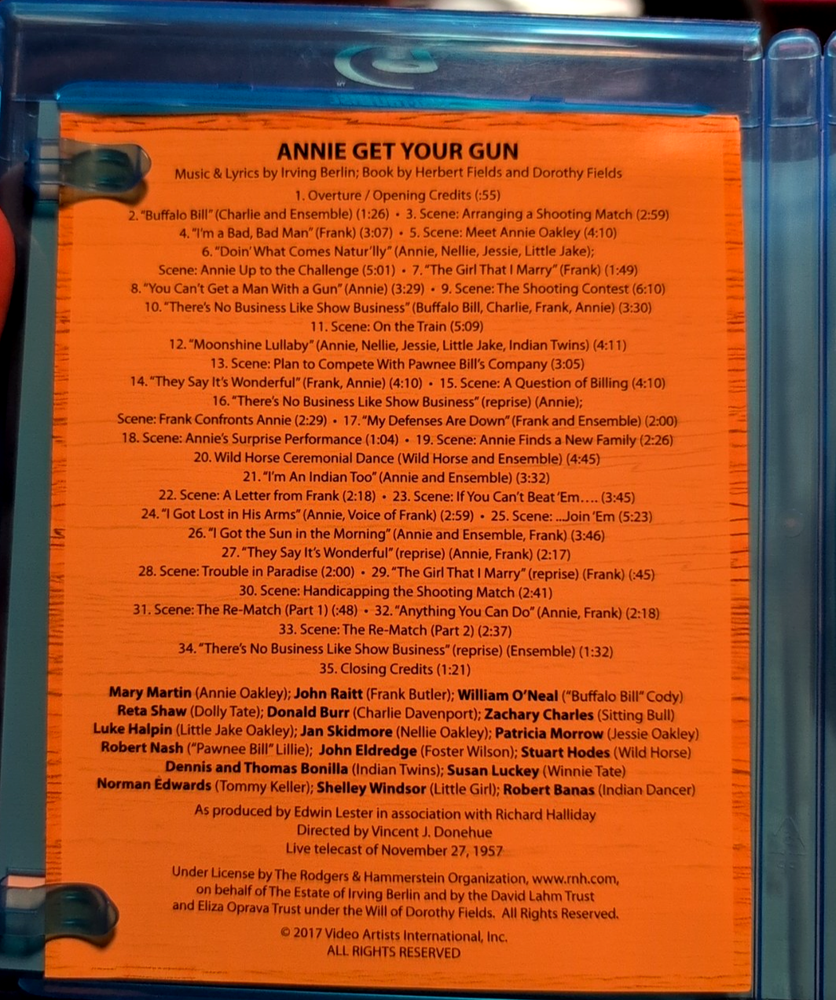 ANNIE GET YOUR GUN
Music & Lyrics by Irving Berlin; Book by Herbert Fields and Dorothy Fields
1. Overture / Opening Credits (:55)
2. "Buffalo Bill" (Charlie and Ensemble) (1:26) • 3. Scene: Arranging a Shooting Match (2:59)
4. "I'm a Bad, Bad Man" (Frank) (3:07) • 5. Scene: Meet Annie Oakley (4:10)
6. "Doin' What Comes Natur'lly" (Annie, Nellie, Jessie, Little Jake);
Scene: Annie Up to the Challenge (5:01) • 7. "The Girl That I Marry" (Frank) (1:49)
8. "You Can't Get a Man With a Gun" (Annie) (3:29) • 9. Scene: The Shooting Contest (6:10)
10. "There's No Business Like Show Business" (Buffalo Bill, Charlie, Frank, Annie) (3:30)
11. Scene: On the Train (5:09)
12. "Moonshine Lullaby" (Annie, Nellie, Jessie, Little Jake, Indian Twins) (4:11)
13. Scene: Plan to Compete With Pawnee Bill's Company (3:05)
14. "They Say It's Wonderful" (Frank, Annie) (4:10) • 15. Scene: A Question of Billing (4:10)
16. "There's No Business Like Show Business" (reprise) (Annie);
Scene: Frank Confronts Annie (2:29) • 17. "My Defenses Are Down" (Frank and Ensemble) (2:00)
18. Scene: Annie's Surprise Performance (1:04) • 19. Scene: Annie Finds a New Family (2:26)
20. Wild Horse Ceremonial Dance (Wild Horse and Ensemble) (4:45)
21. "I'm An Indian Too" (Annie and Ensemble) (3:32)
22. Scene: A Letter from Frank (2:18) • 23. Scene: If You Can't Beat 'Em.... (3:45)
24. "I Got Lost in His Arms" (Annie, Voice of Frank) (2:59) • 25. Scene: ...Join 'Em (5:23)
26. "I Got the Sun in the Morning" (Annie and Ensemble, Frank) (3:46)
27. "They Say It's Wonderful" (reprise) (Annie, Frank) (2:17)
28. Scene: Trouble in Paradise (2:00) • 29. "The Girl That I Marry" (reprise) (Frank) (:45)
30. Scene: Handicapping the Shooting Match (2:41)
31. Scene: The Re-Match (Part 1) (:48) • 32. "Anything You Can Do" (Annie, Frank) (2:18)
33. Scene: The Re-Match (Part 2) (2:37)
34. "There's No Business Like Show Business" (reprise) (Ensemble) (1:32)
35. Closing Credits (1:21)
Mary Martin (Annie Oakley); John Raitt (Frank Butler); William O'Neal ("Buffalo Bill" Cody)
Reta Shaw (Dolly Tate); Donald Burr (Charlie Davenport); Zachary Charles (Sitting Bull)
Luke Halpin (Little Jake Oakley); Jan Skidmore (Nellie Oakley); Patricia Morrow (Jessie Oakley)
Robert Nash ("Pawnee Bill" Lillie); John Eldredge (Foster Wilson); Stuart Hodes (Wild Horse)
Dennis and Thomas Bonilla (Indian Twins); Susan Luckey (Winnie Tate)
Norman Edwards (Tommy Keller); Shelley Windsor (Little Girl); Robert Banas (Indian Dancer)
As produced by Edwin Lester in association with Richard Halliday
Directed by Vincent J. Donehue
Live telecast of November 27, 1957
Under License by The Rodgers & Hammerstein Organization, www.rnh.com,
on behalf of The Estate of Irving Berlin and by the David Lahm Trust
and Eliza Oprava Trust under the Will of Dorothy Fields. All Rights Reserved.
© 2017 Video Artists International, Inc.
ALL RIGHTS RESERVED